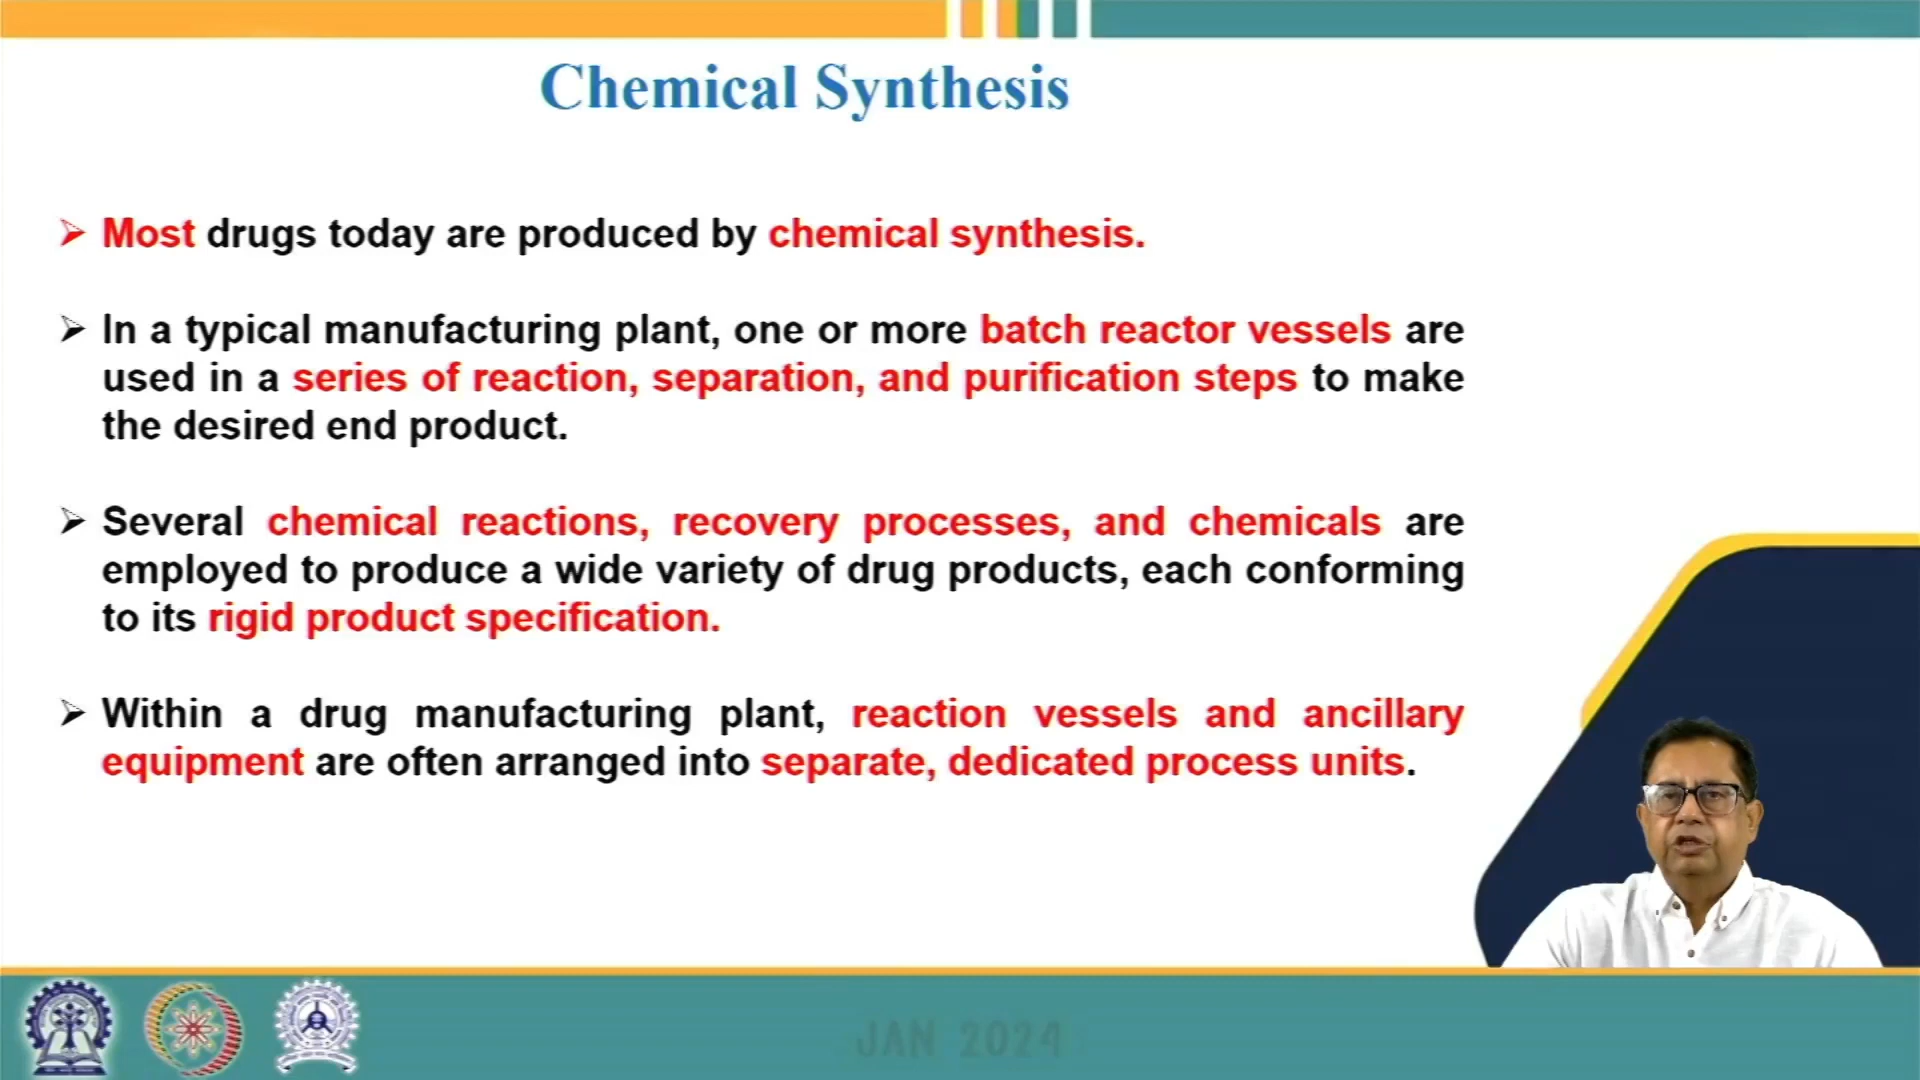 Chemical Synthesis
➢ Most drugs today are produced by chemical synthesis.
➢ In a typical manufacturing plant, one or more batch reactor vessels are
used in a series of reaction, separation, and purification steps to make
the desired end product.
➢ Several chemical reactions, recovery processes, and chemicals are
employed to produce a wide variety of drug products, each conforming
to its rigid product specification.
➢ Within a drug manufacturing plant, reaction vessels and ancillary
equipment are often arranged into separate, dedicated process units.
JAN 2024